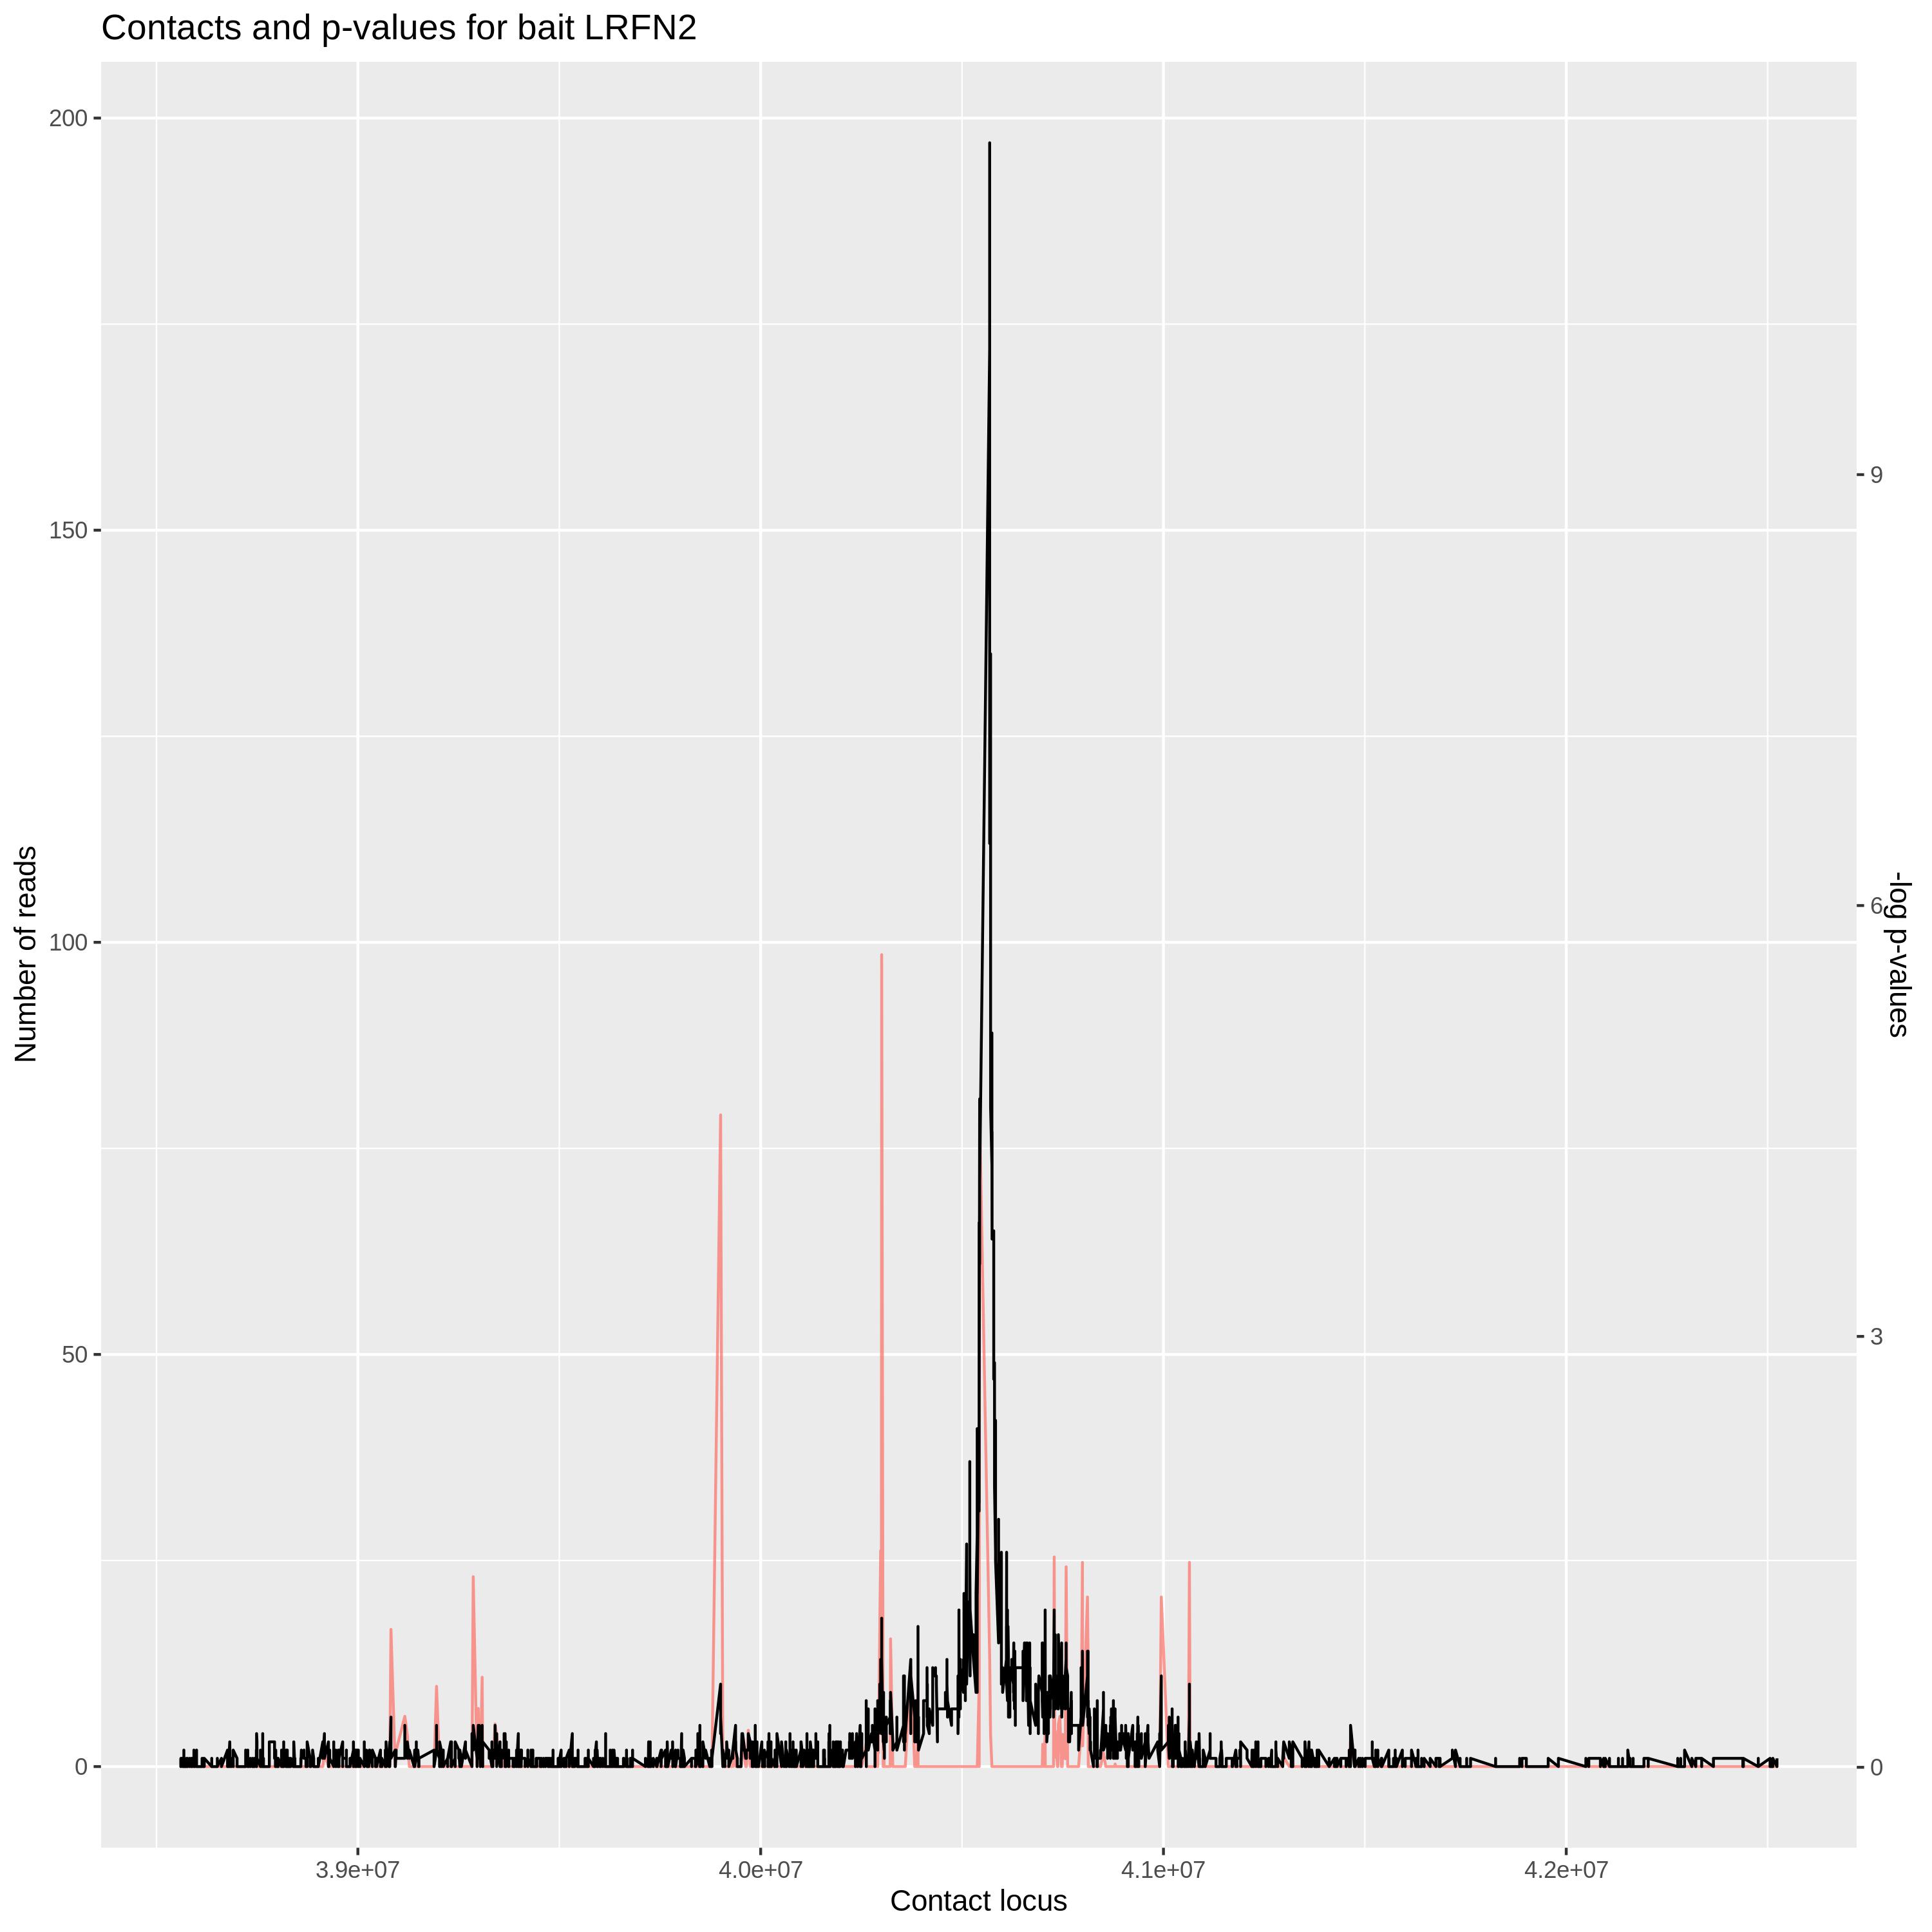 Contacts and p-values for bait LRFN2
200
150
100
50
0
Number of reads
9
6
3
0
-log p-values
3.9e+07
4.0e+07
4.1e+07
4.2e+07
Contact locus